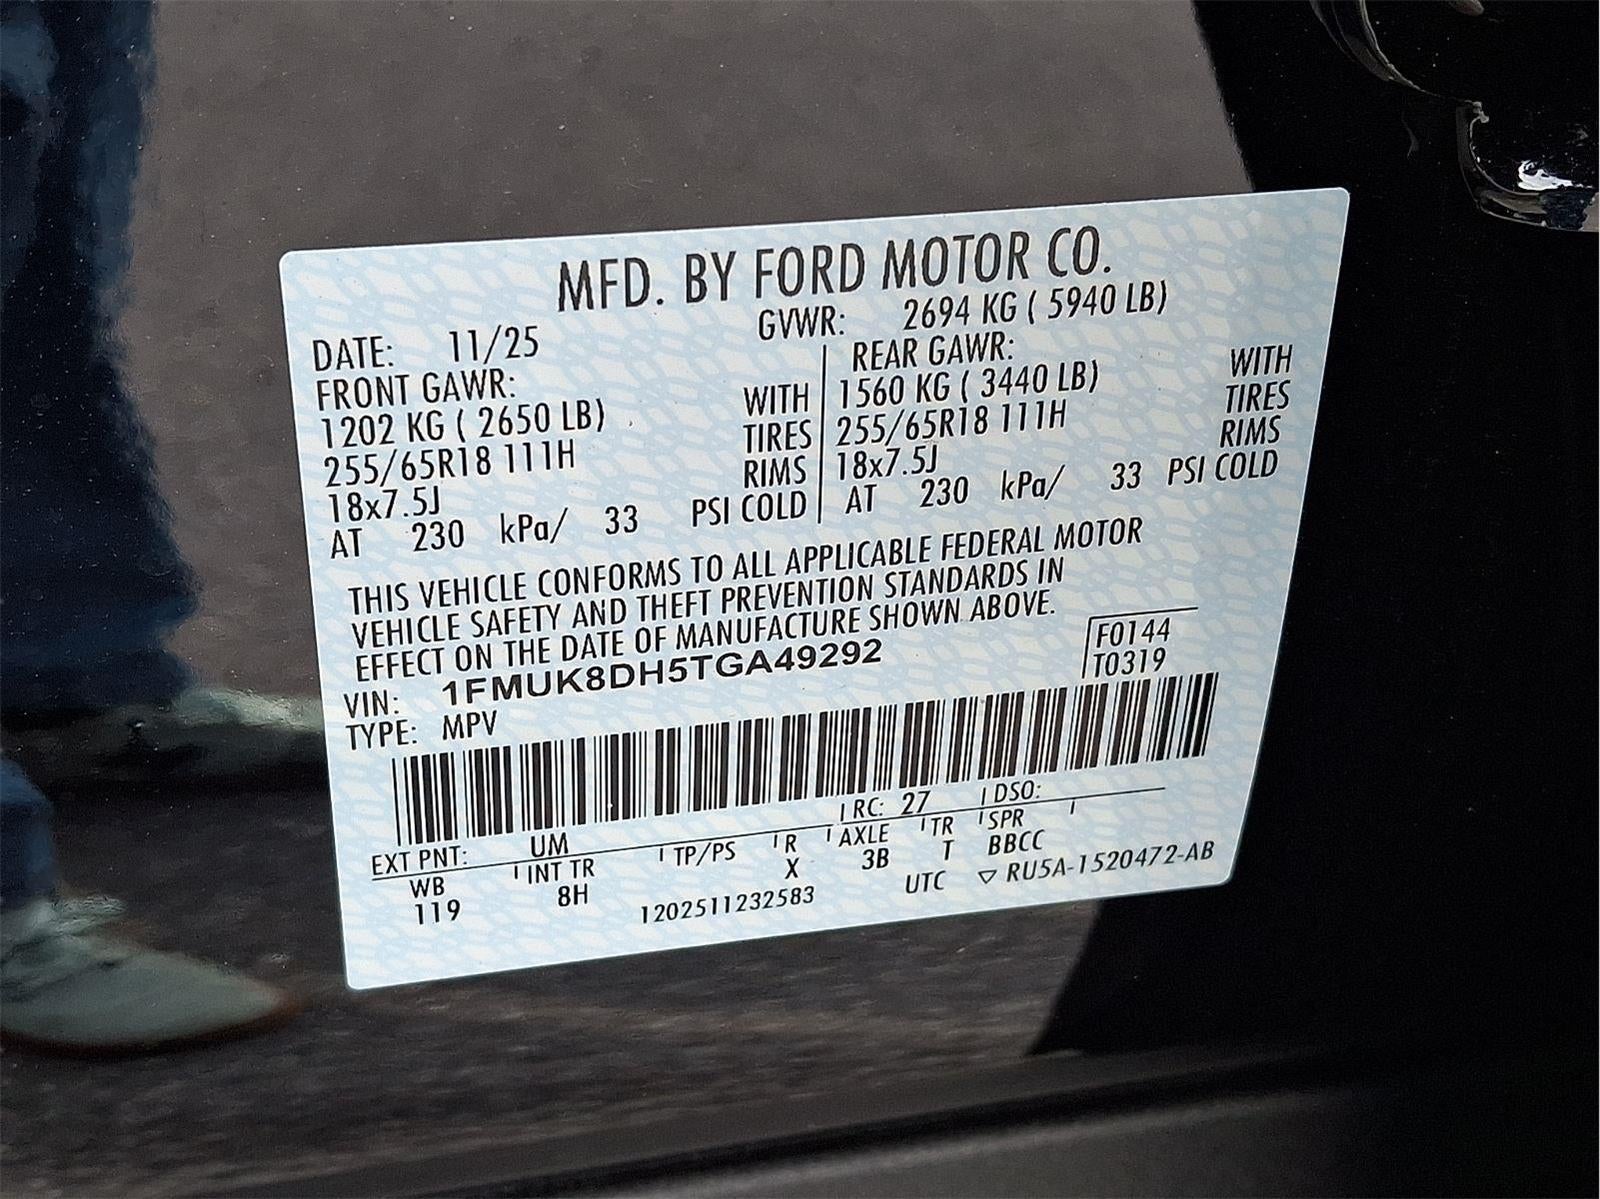 MFD. BY FORD MOTOR CO.
DATE: 11/25 GVWR: 2694 KG ( 5940 LB)
FRONT GAWR: REAR GAWR:
1202 KG ( 2650 LB) WITH 1560 KG ( 3440 LB) WITH
255/65R18 111H TIRES 255/65R18 111H TIRES
18x7.5J RIMS 18x7.5J RIMS
AT 230 kPa/ 33 PSI COLD AT 230 kPa/ 33 PSI COLD
THIS VEHICLE CONFORMS TO ALL APPLICABLE FEDERAL MOTOR
VEHICLE SAFETY AND THEFT PREVENTION STANDARDS IN
EFFECT ON THE DATE OF MANUFACTURE SHOWN ABOVE.
VIN: 1FMUK8DH5TGA49292 F0144
TYPE: MPV T0319
EXT PNT: UM RC: 27 DSO:
WB INT TR TP/PS R AXLE TR SPR
119 8H X 3B T BBCC
1202511232583 UTC ▽ RU5A-1520472-AB